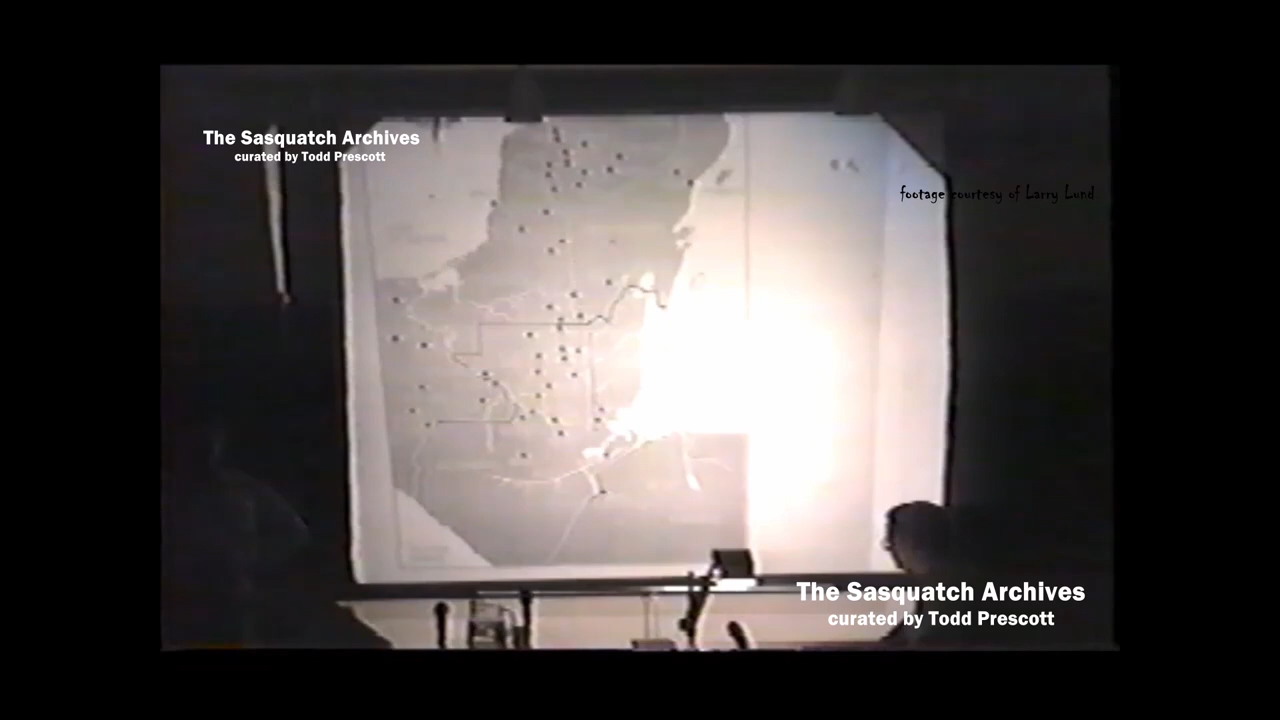 The Sasquatch Archives
curated by Todd Prescott
footage courtesy of Larry Lund
The Sasquatch Archives
curated by Todd Prescott